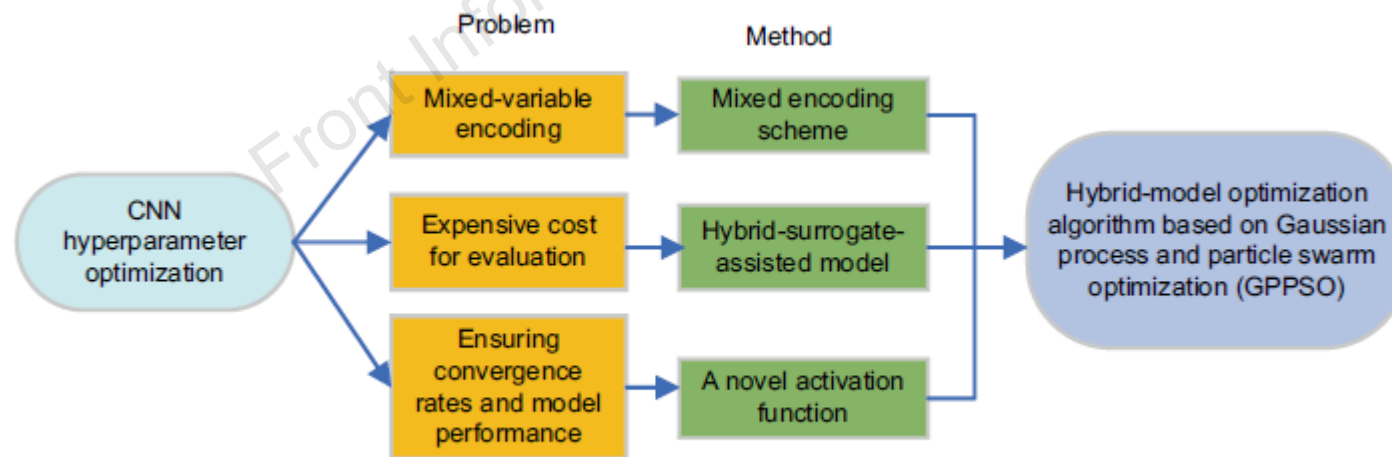 Front Infor
Problem
Method
Mixed-variable
encoding
Mixed encoding
scheme
CNN
hyperparameter
optimization
Expensive cost
for evaluation
Hybrid-surrogate-
assisted model
Hybrid-model optimization
algorithm based on Gaussian
process and particle swarm
optimization (GPPSO)
Ensuring
convergence
rates and model
performance
A novel activation
function